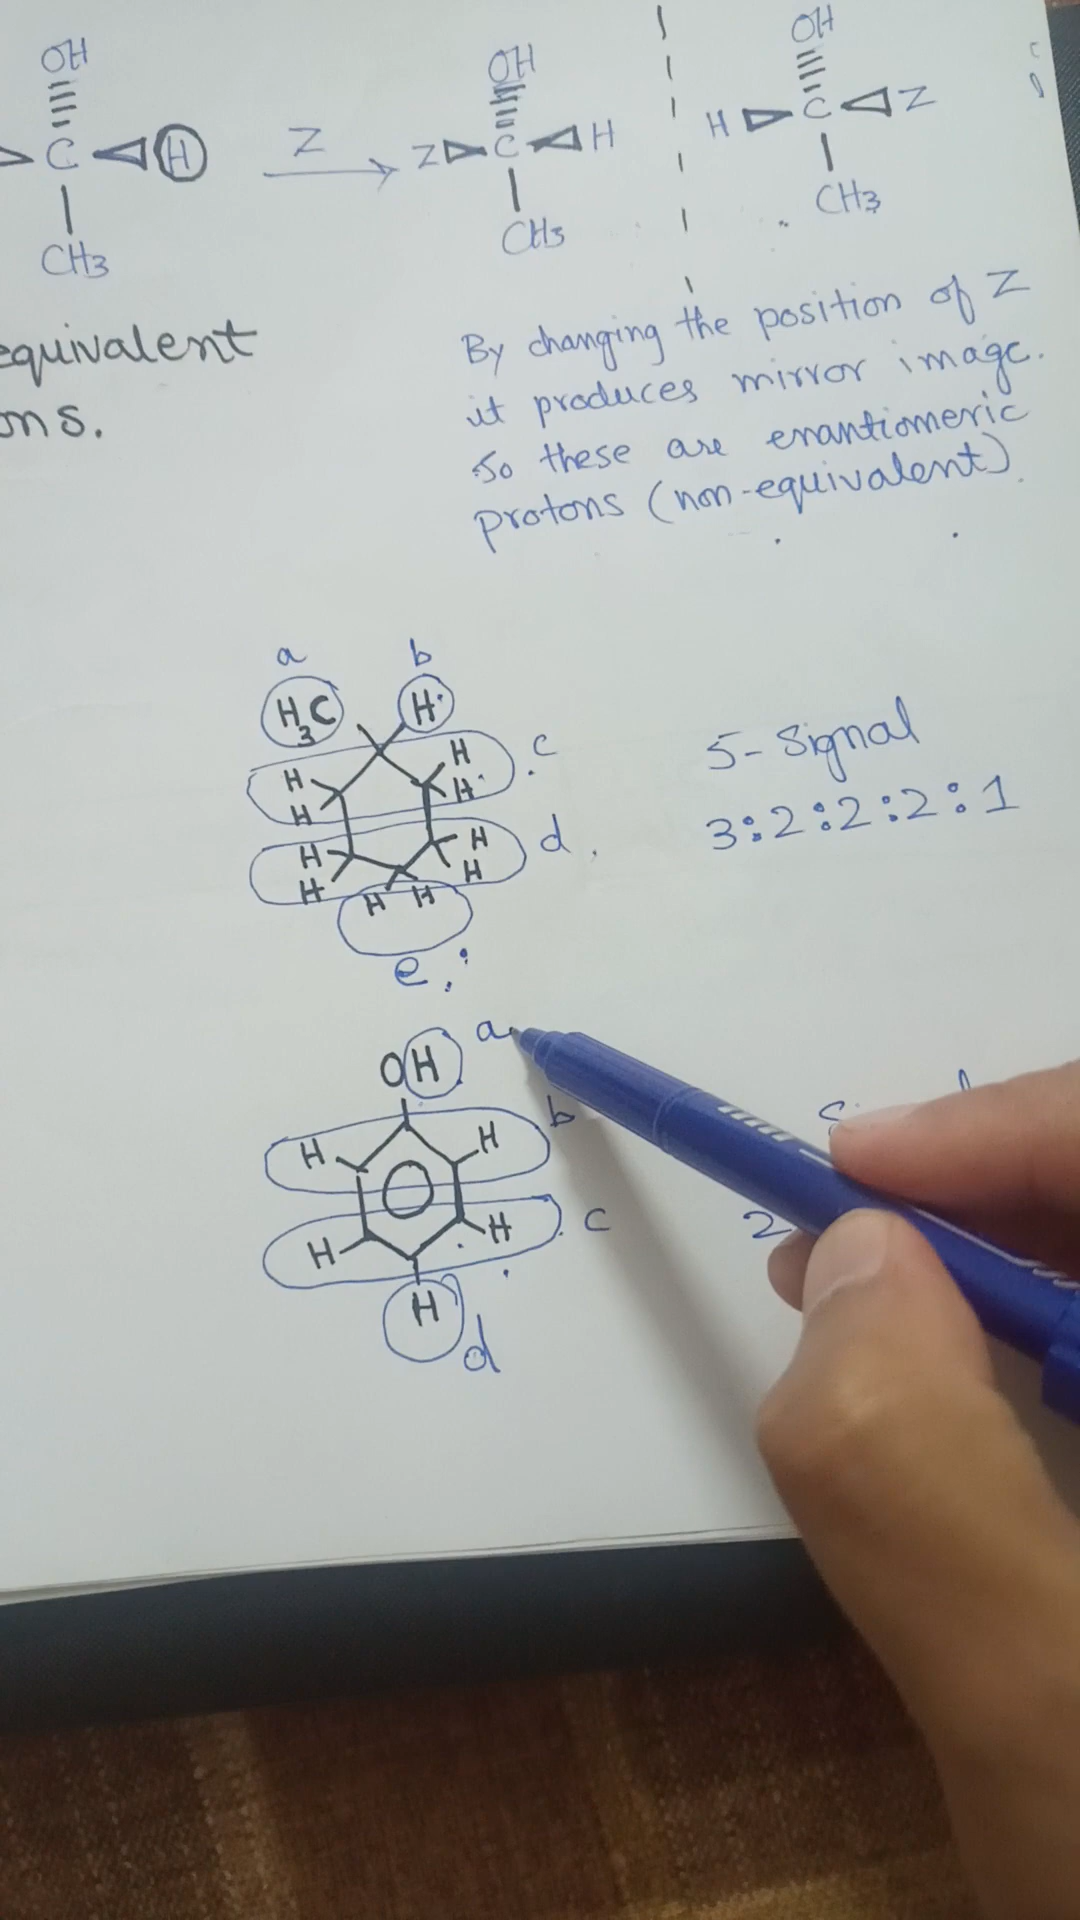 OH
C H
CH3
Z
OH
Z C H
CH3
OH
H C Z
CH3
equivalent
ons.
By changing the position of Z
it produces mirror image.
so these are enantiomeric
protons (non-equivalent)
a b
H3C H
c
H H
H H
d
H H
H H
H H
e
5- Signal
3:2:2:2:1
a
OH
b
H H
c
H H
H
d
2